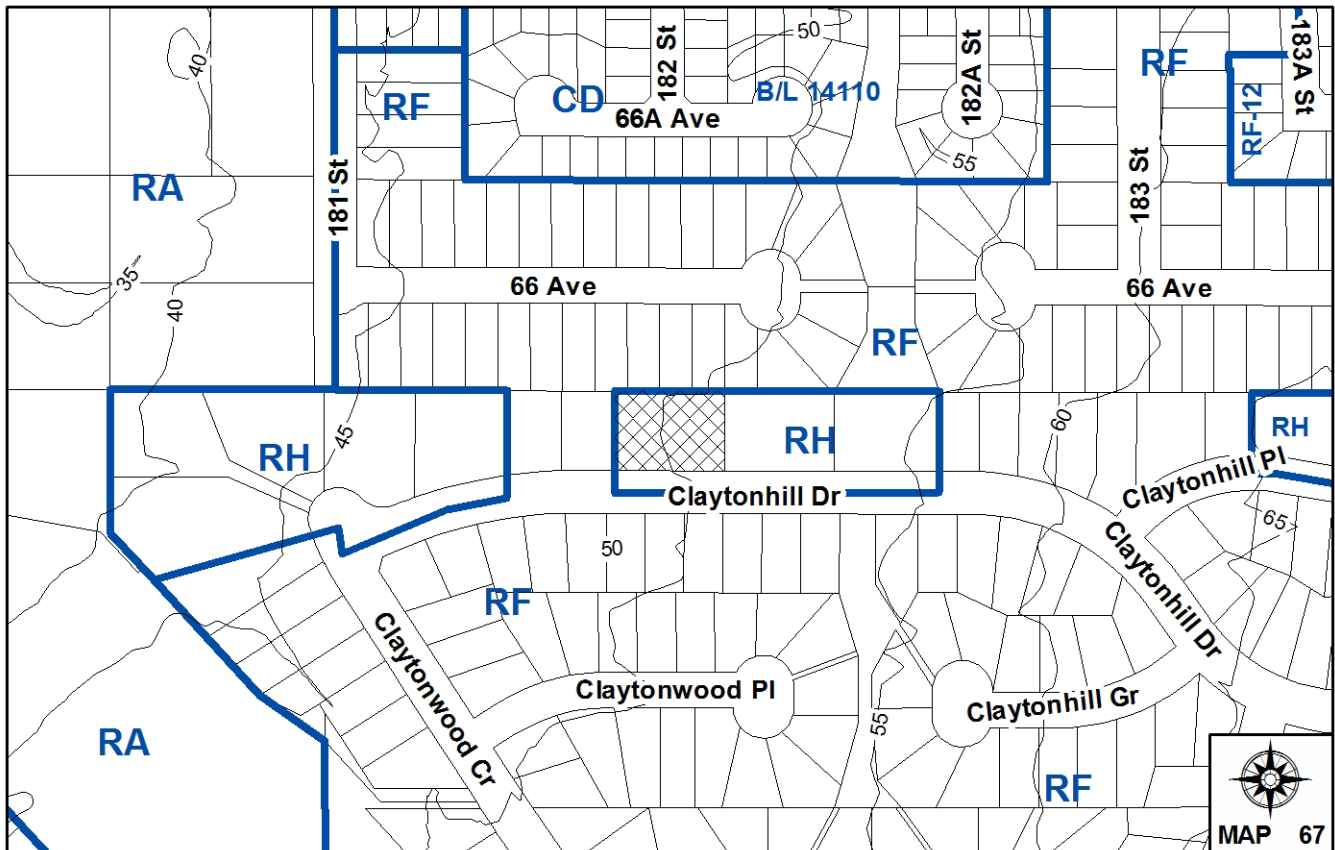 40
RF
CD
182 St
66A Ave
50
B/L 14110
182A St
55
RF
RF-12
183A St
RA
181 St
183 St
35
40
66 Ave
66 Ave
RF
RH
45
RH
Claytonhill Dr
60
RH
Claytonhill Pl
65
50
RF
Claytonhill Dr
Claytonwood Cr
Claytonwood Pl
Claytonhill Gr
55
RA
RF
MAP 67